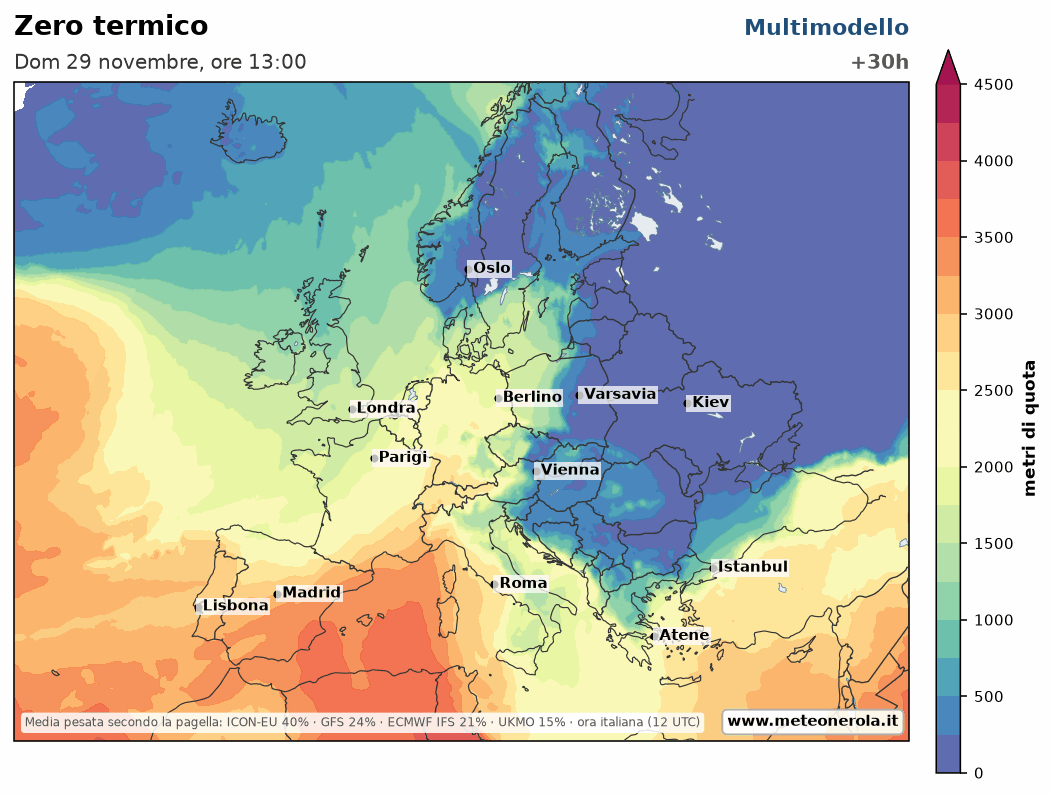 Zero termico
Multimodello
Dom 29 novembre, ore 13:00
+30h
4500
4000
3500
3000
2500
2000
1500
1000
500
0
metri di quota
Oslo
Berlino
Varsavia
Kiev
Londra
Parigi
Vienna
Istanbul
Roma
Madrid
Lisbona
Atene
Media pesata secondo la pagella: ICON-EU 40% · GFS 24% · ECMWF IFS 21% · UKMO 15% · ora italiana (12 UTC)
www.meteonerola.it